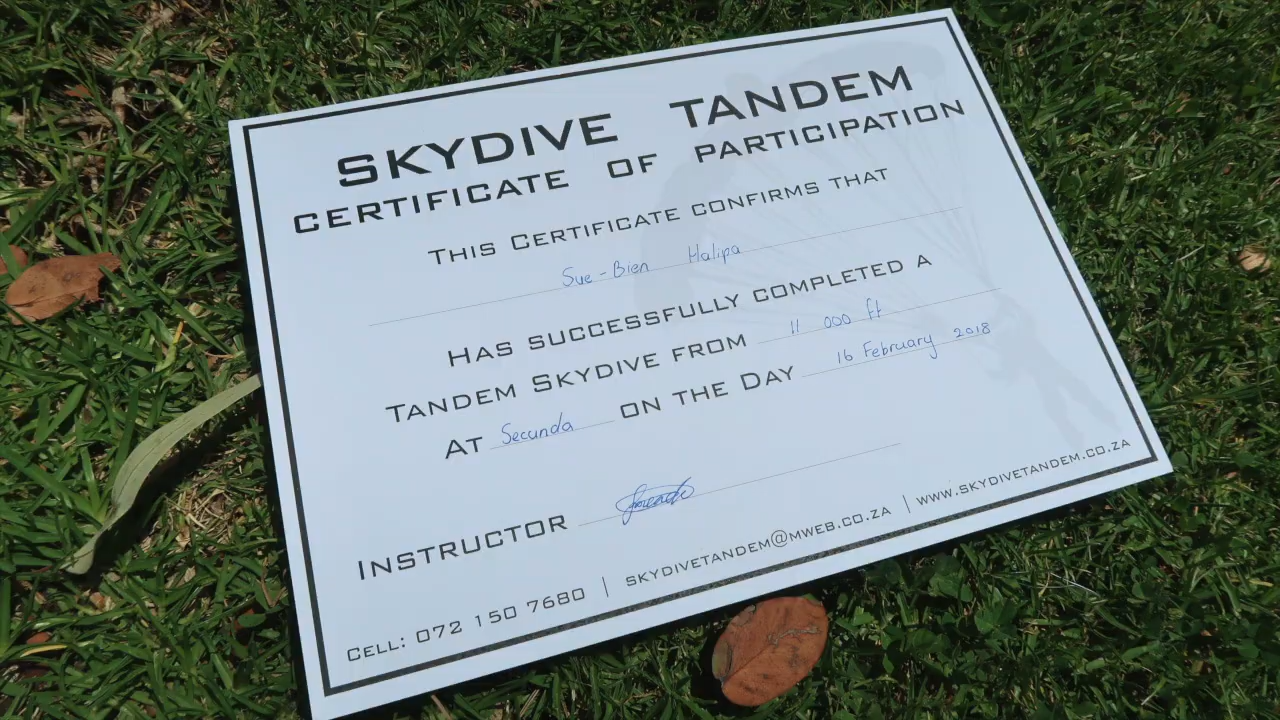 SKYDIVE TANDEM
CERTIFICATE OF PARTICIPATION
THIS CERTIFICATE CONFIRMS THAT
Sue-Bien Halipa
HAS SUCCESSFULLY COMPLETED A
TANDEM SKYDIVE FROM 11 000 ft
AT Secunda ON THE DAY 16 February 2018
INSTRUCTOR
CELL: 072 150 7680 | SKYDIVETANDEM@MWEB.CO.ZA | WWW.SKYDIVETANDEM.CO.ZA